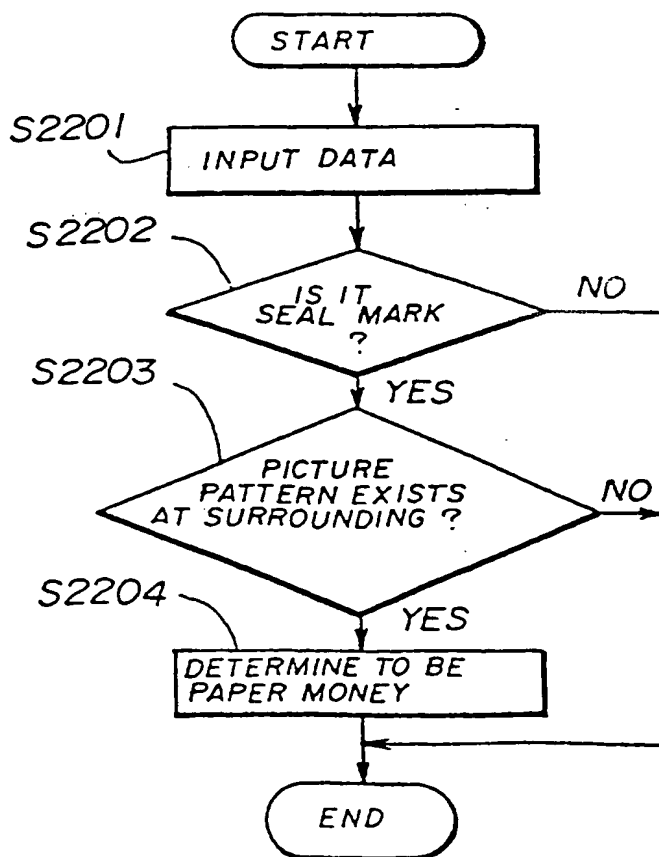 START
S2201
INPUT DATA
S2202
IS IT
SEAL MARK
?
NO
YES
S2203
PICTURE
PATTERN EXISTS
AT SURROUNDING ?
NO
YES
S2204
DETERMINE TO BE
PAPER MONEY
END